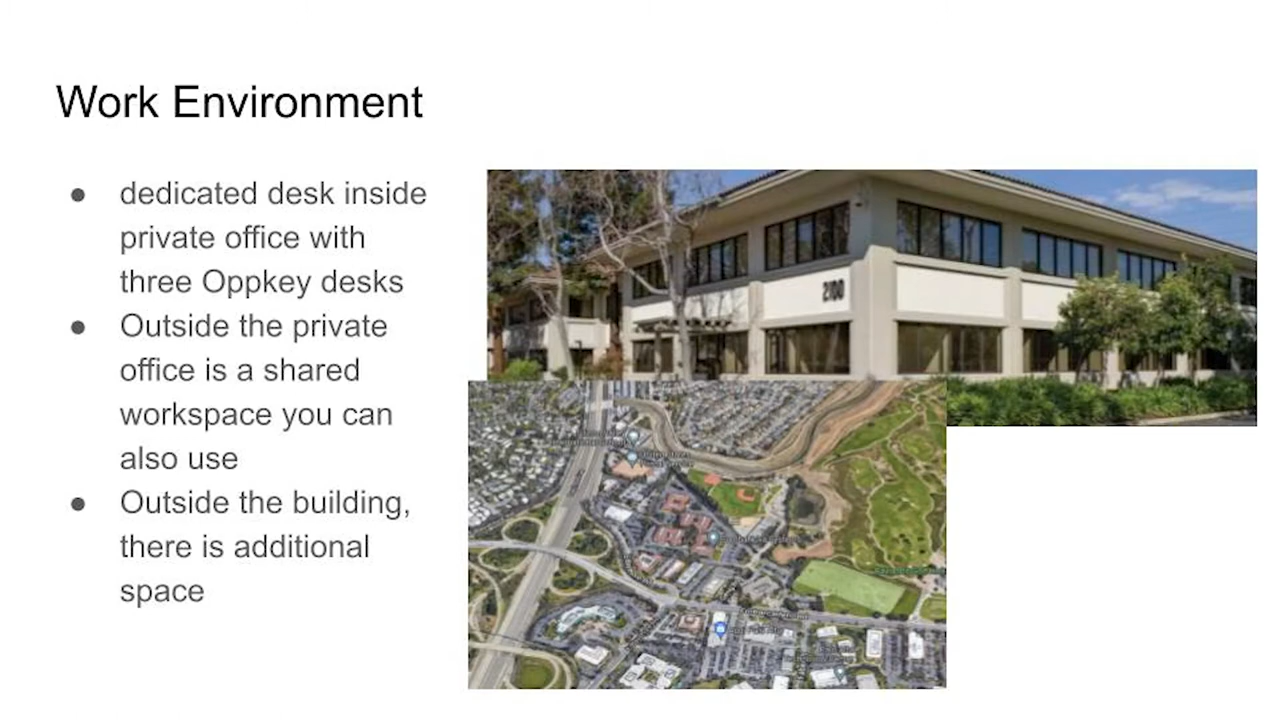 Work Environment
● dedicated desk inside
private office with
three Oppkey desks
● Outside the private
office is a shared
workspace you can
also use
● Outside the building,
there is additional
space
2100